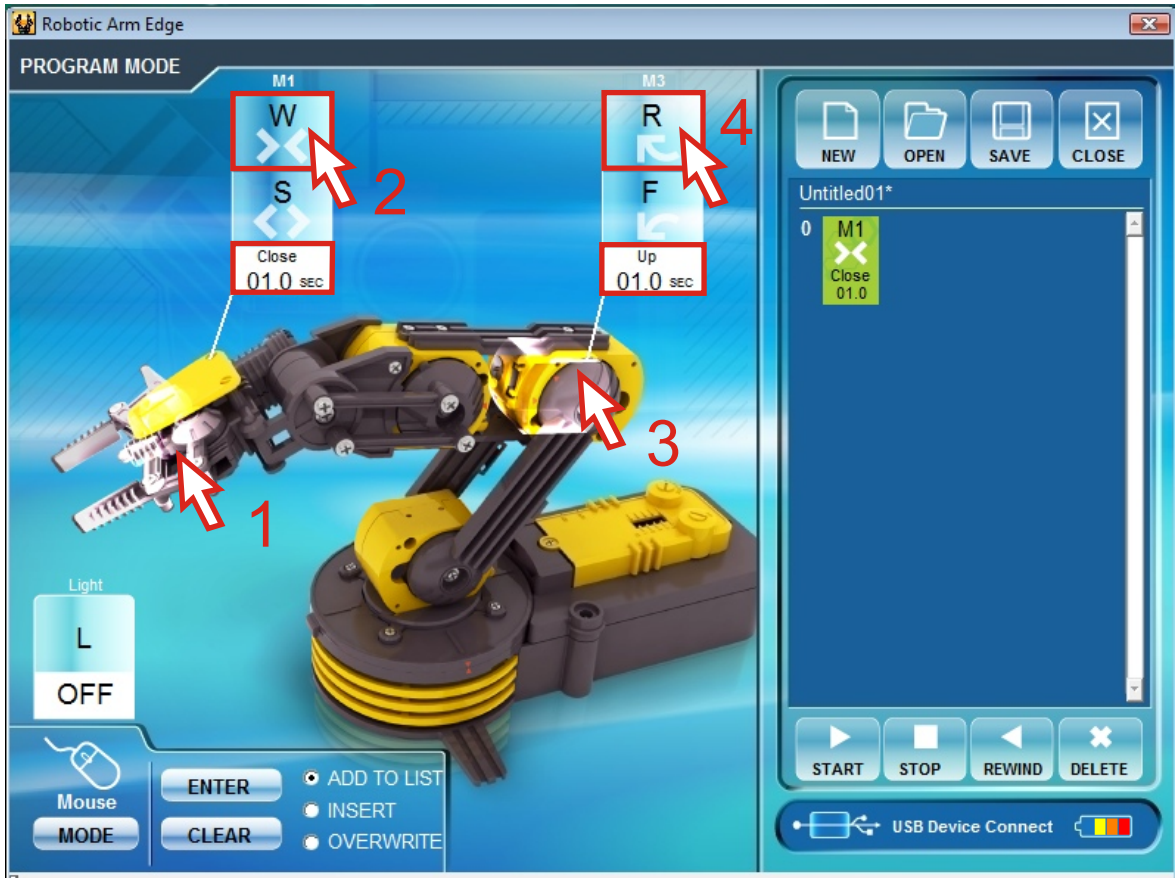 Robotic Arm Edge
PROGRAM MODE
M1
W
S
Close
01.0 SEC
2
M3
R
F
Up
01.0 SEC
4
1
3
Light
L
OFF
Mouse
MODE
ENTER
CLEAR
ADD TO LIST
INSERT
OVERWRITE
NEW OPEN SAVE CLOSE
Untitled01*
0 M1
Close
01.0
START STOP REWIND DELETE
USB Device Connect